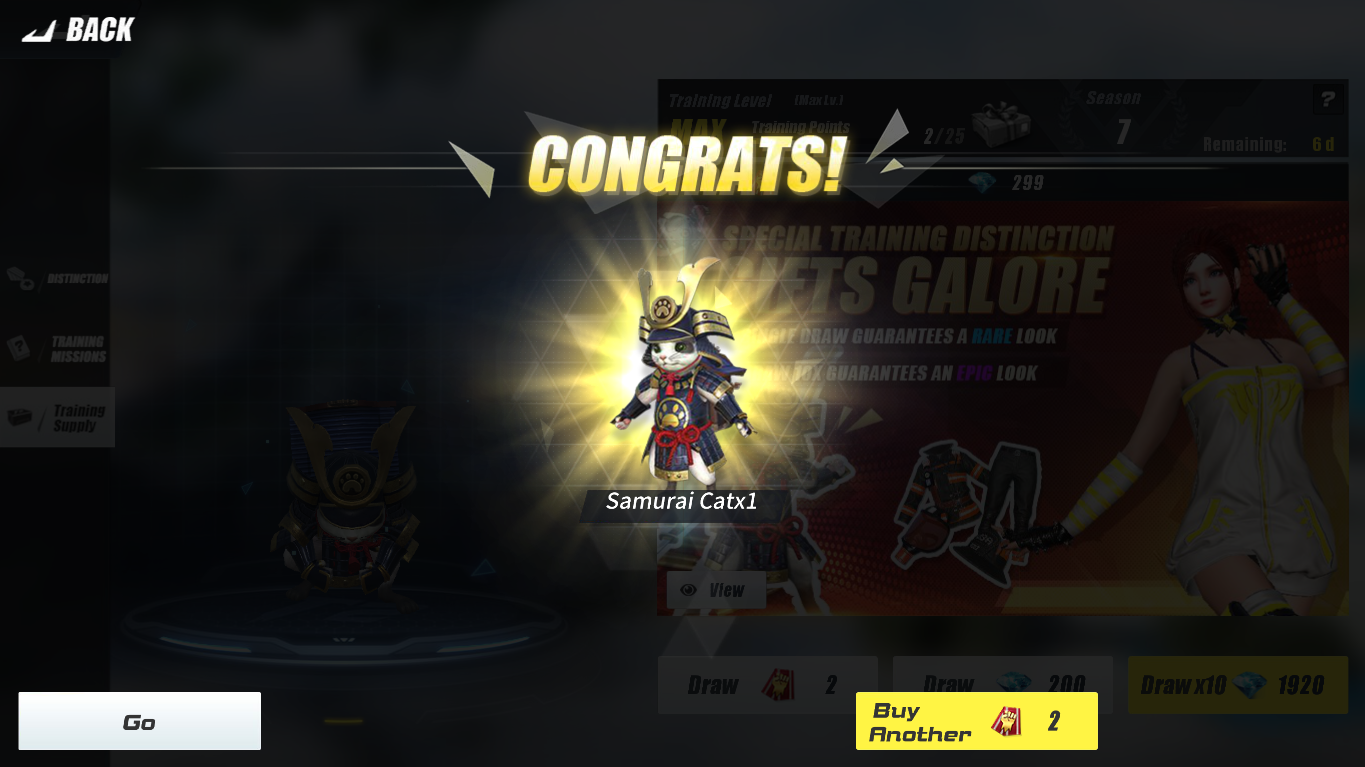 BACK
Training Level (Max Lv.)
MAX Training Points
2/25
Season
7
?
Remaining: 6 d
299
CONGRATS!
SPECIAL TRAINING DISTINCTION
GALORE
DRAW GUARANTEES A RARE LOOK
GUARANTEES AN EPIC LOOK
DISTINCTION
TRAINING
MISSIONS
Training
Supply
Samurai Catx1
View
Draw 2
Draw 200
Draw x10 1920
Go
Buy
Another 2